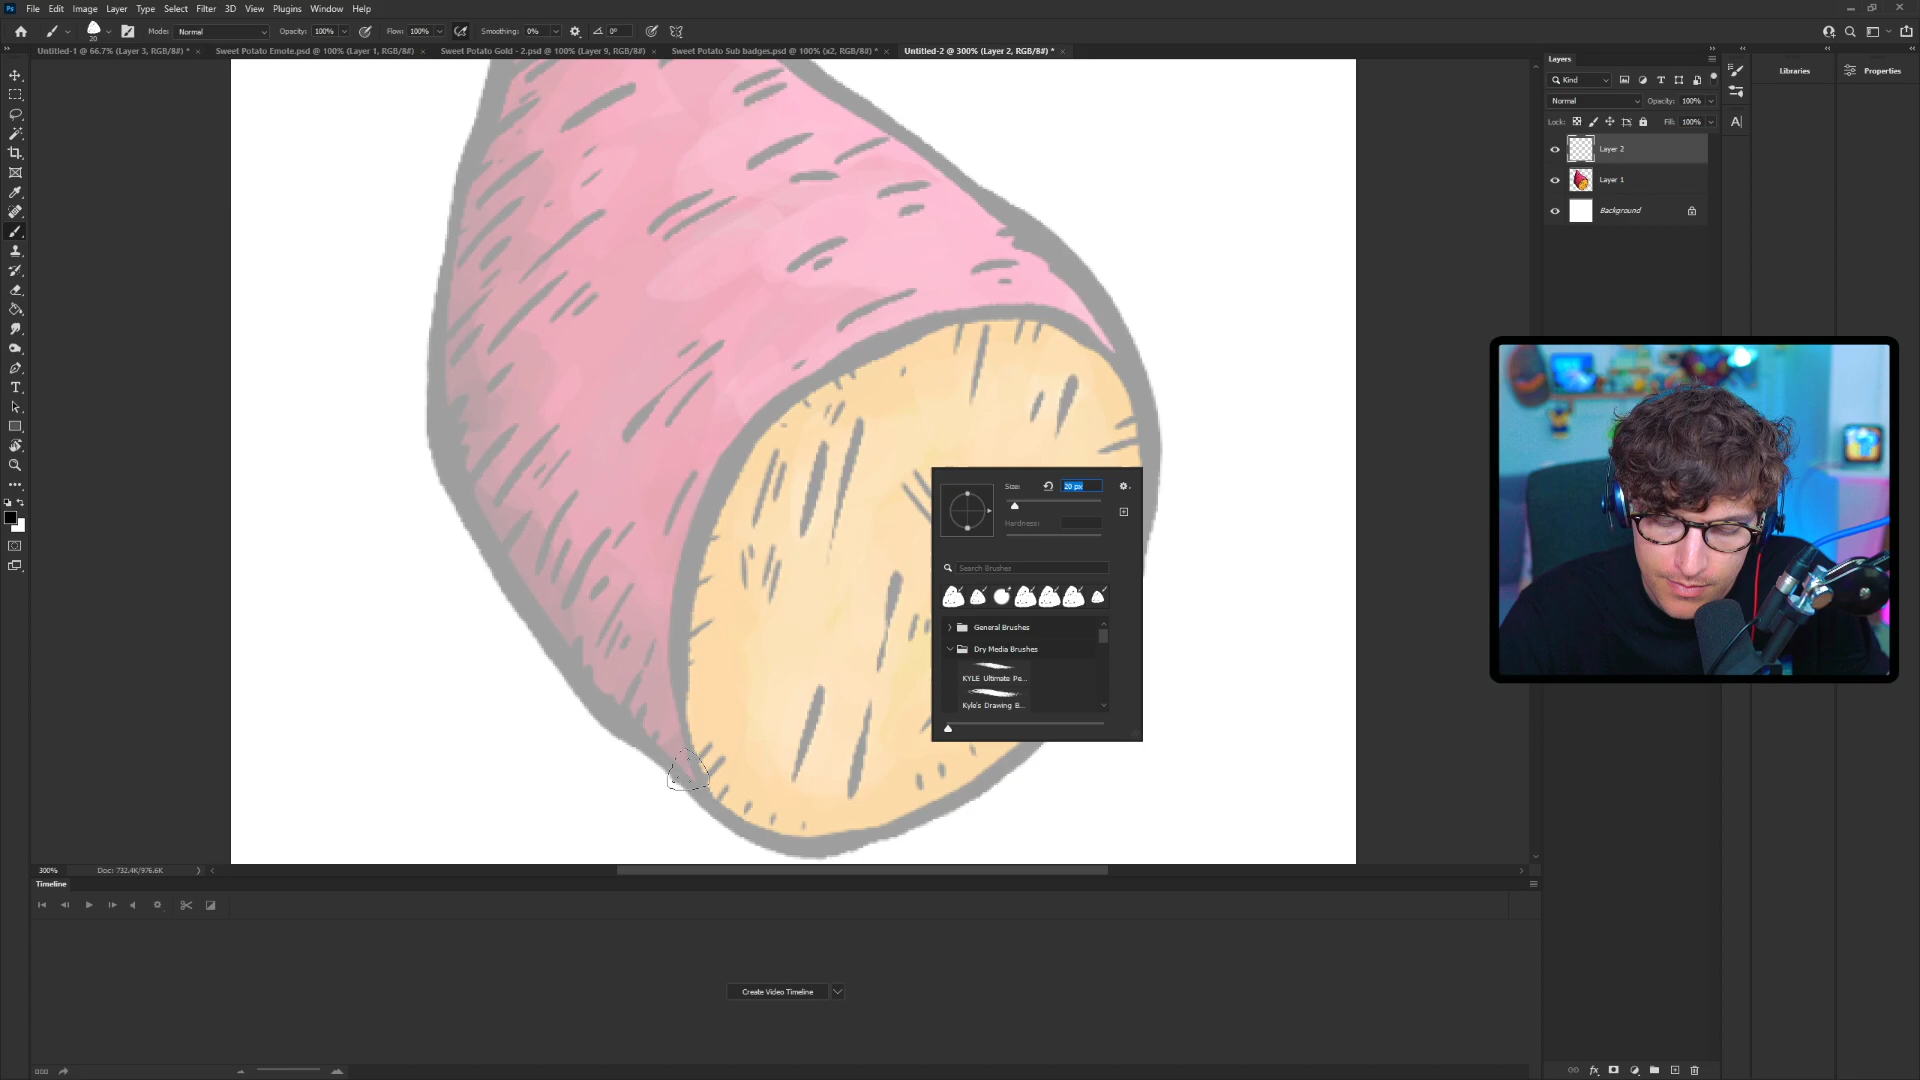 Ps File Edit Image Layer Type Select Filter 3D View Plugins Window Help
20 Mode: Normal Opacity: 100% Flow: 100% Smoothing: 0% 0°
Untitled-1 @ 66.7% (Layer 3, RGB/8#) * × Sweet Potato Emote.psd @ 100% (Layer 1, RGB/8#) × Sweet Potato Gold - 2.psd @ 100% (Layer 9, RGB/8#) × Sweet Potato Sub badges.psd @ 100% (x2, RGB/8#) * × Untitled-2 @ 300% (Layer 2, RGB/8#) * ×
Layers
Kind
Normal Opacity: 100%
Lock: Fill: 100%
Layer 2
Layer 1
Background
Libraries
Properties
Size: 20 px
Hardness:
Search Brushes
General Brushes
Dry Media Brushes
KYLE Ultimate Pe...
Kyle's Drawing B...
300% Doc: 732.4K/976.6K
Timeline
Create Video Timeline